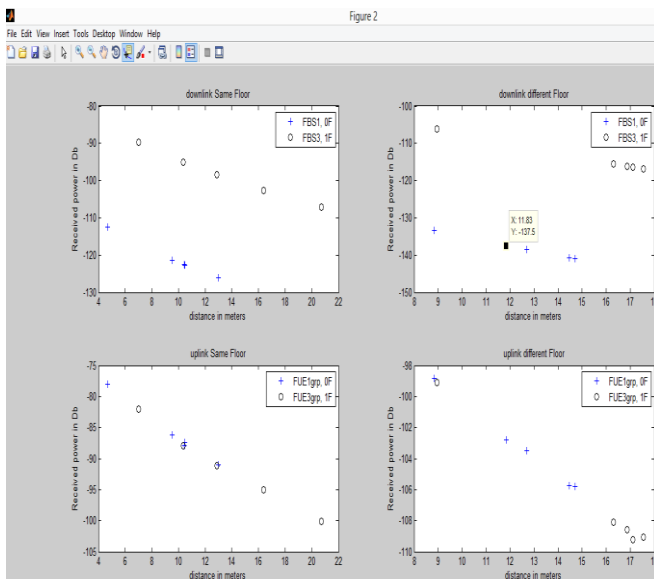 Figure 2
File Edit View Insert Tools Desktop Window Help
downlink Same Floor
-80
-90
-100
-110
-120
-130
Received power in Db
+ FBS1, 0F
o FBS3, 1F
4 6 8 10 12 14 16 18 20 22
distance in meters
downlink different Floor
-100
-110
-120
-130
-140
-150
Received power in Db
+ FBS1, 0F
o FBS3, 1F
X: 11.83
Y: -137.5
8 9 10 11 12 13 14 15 16 17 1
distance in meters
uplink Same Floor
-75
-80
-85
-90
-95
-100
-105
Received power in Db
+ FUE1grp, 0F
o FUE3grp, 1F
4 6 8 10 12 14 16 18 20 22
distance in meters
uplink different Floor
-98
-100
-102
-104
-106
-108
-110
Received power in Db
+ FUE1grp, 0F
o FUE3grp, 1F
8 9 10 11 12 13 14 15 16 17 1
distance in meters